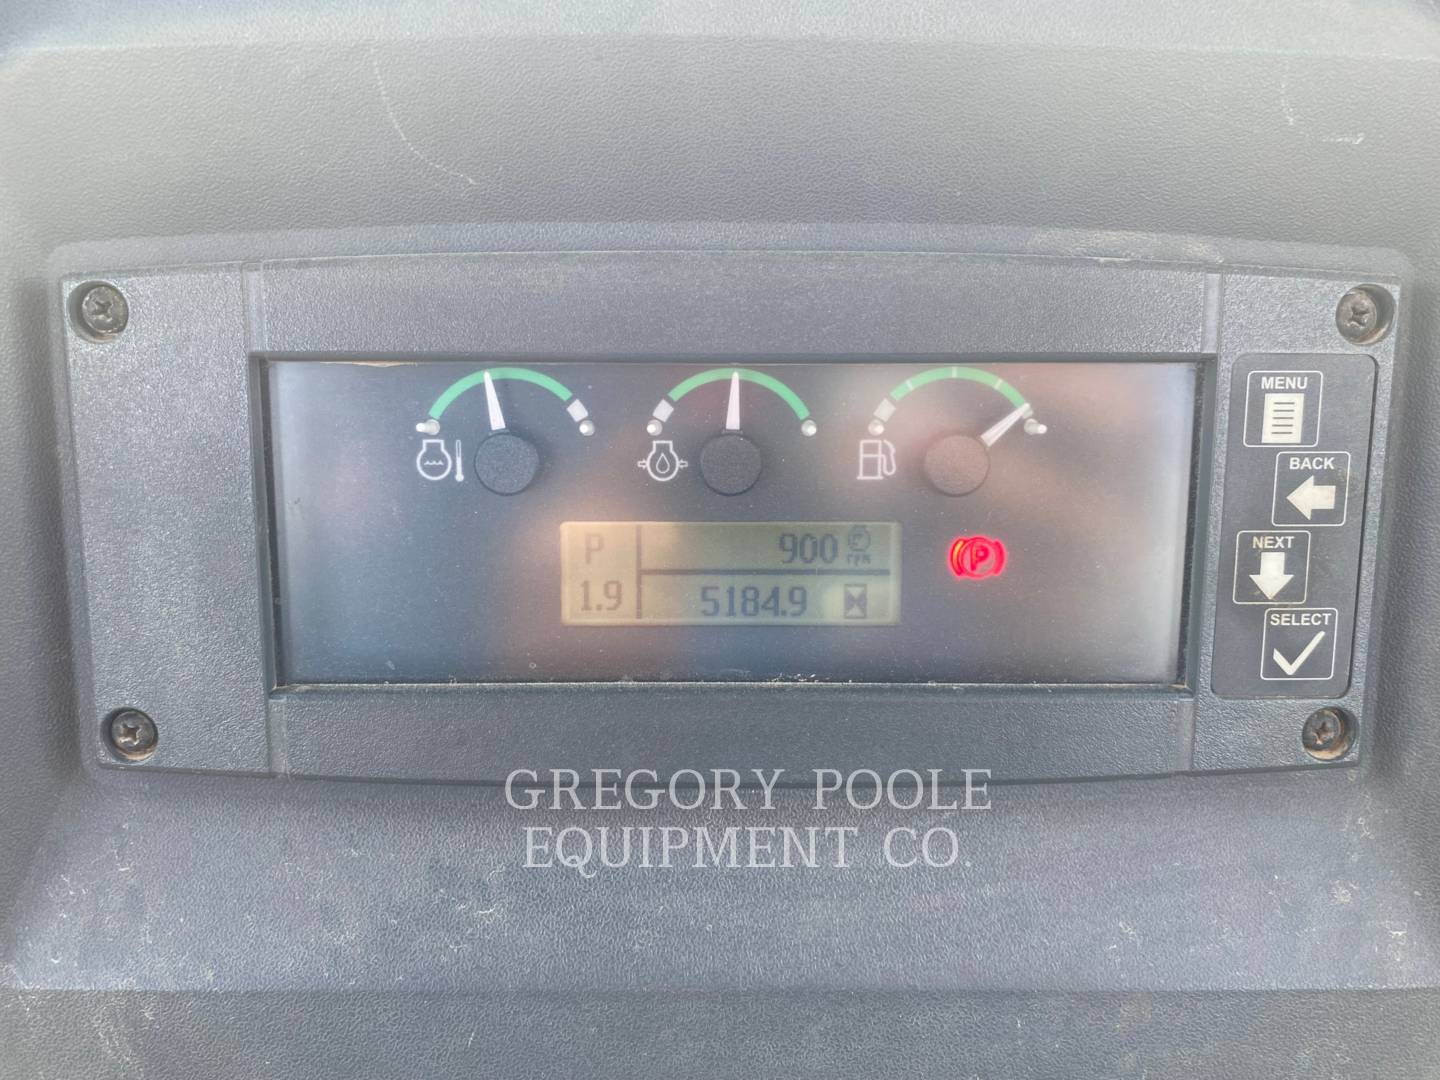 MENU
BACK
NEXT
SELECT
P 900 rpm
1.9 5184.9
P
GREGORY POOLE
EQUIPMENT CO.